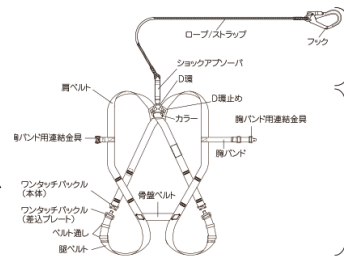 ロープ/ストラップ
フック
ショックアブソーバ
D環
肩ベルト
D環止め
カラー
胸バンド用連結金具
胸バンド用連結金具
胸バンド
ワンタッチバックル
(本体)
骨盤ベルト
ワンタッチバックル
(差込プレート)
ベルト通し
腿ベルト